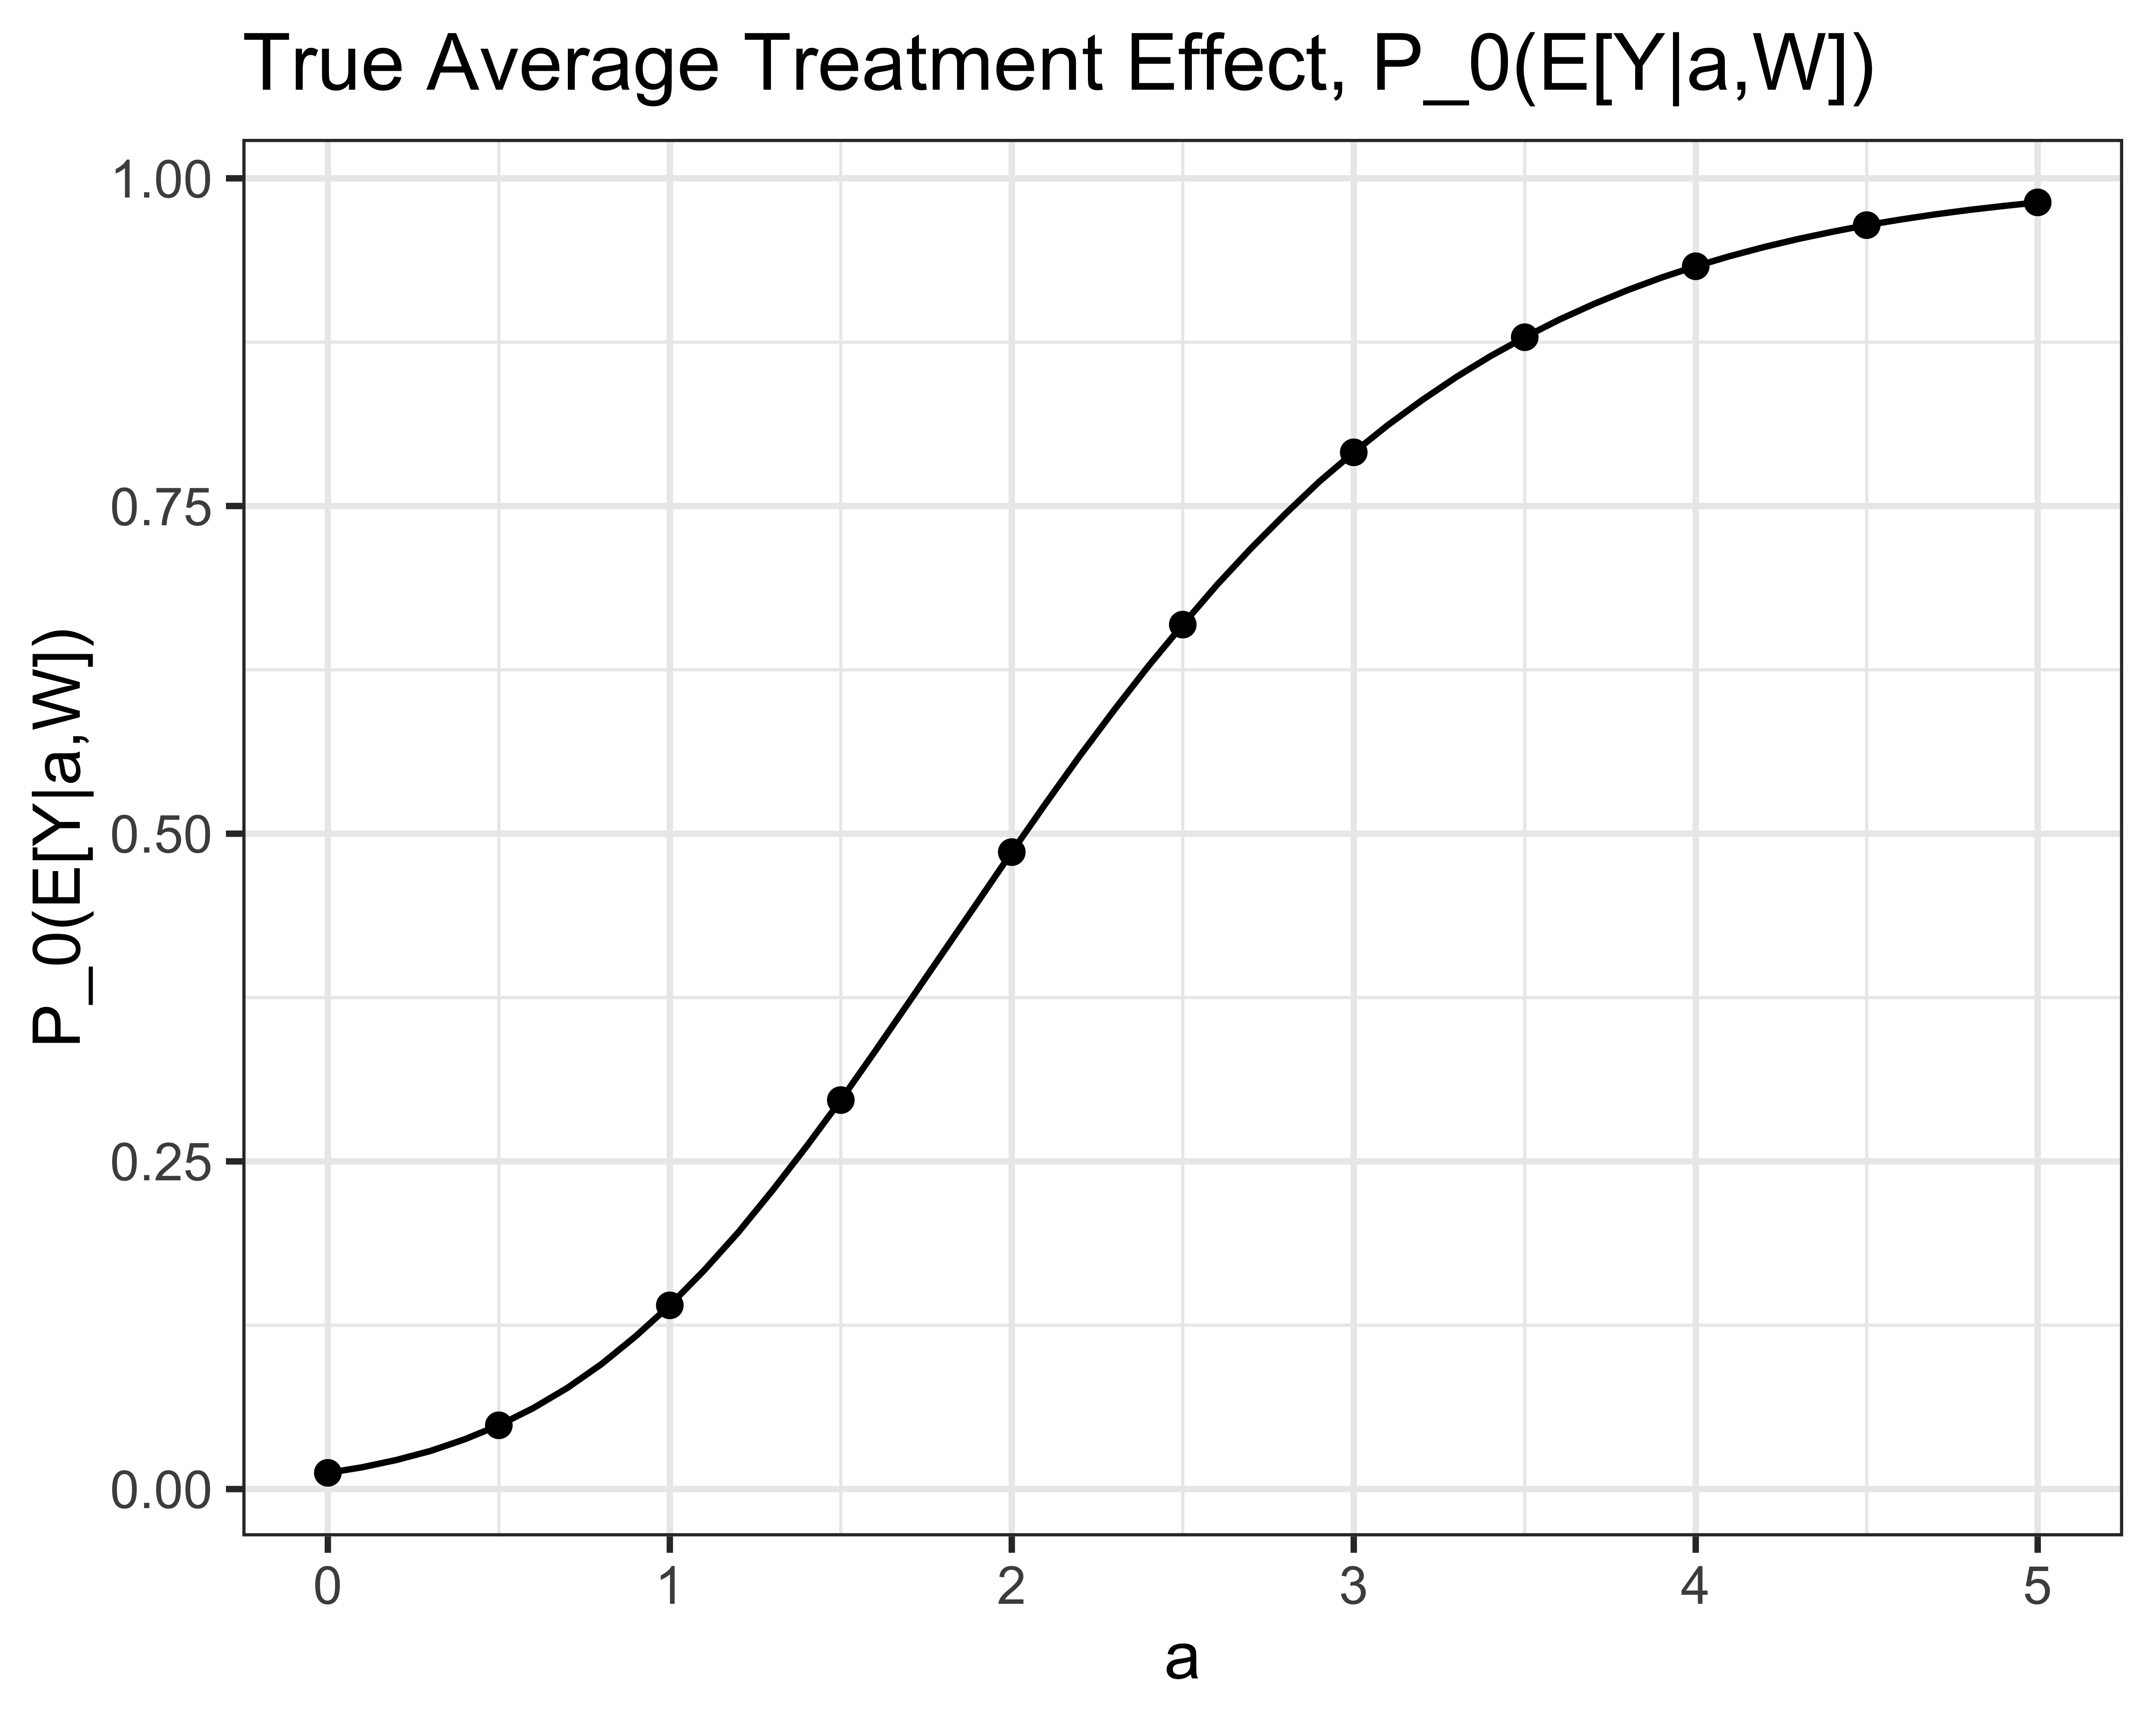 True Average Treatment Effect, P_0(E[Y|a,W])
P_0(E[Y|a,W])
1.00
0.75
0.50
0.25
0.00
0 1 2 3 4 5
a